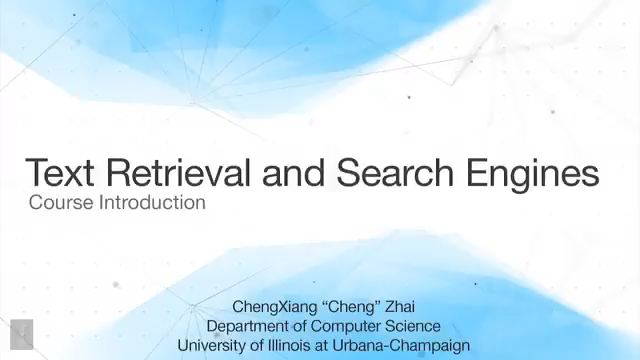 Text Retrieval and Search Engines
Course Introduction
ChengXiang “Cheng” Zhai
Department of Computer Science
University of Illinois at Urbana-Champaign